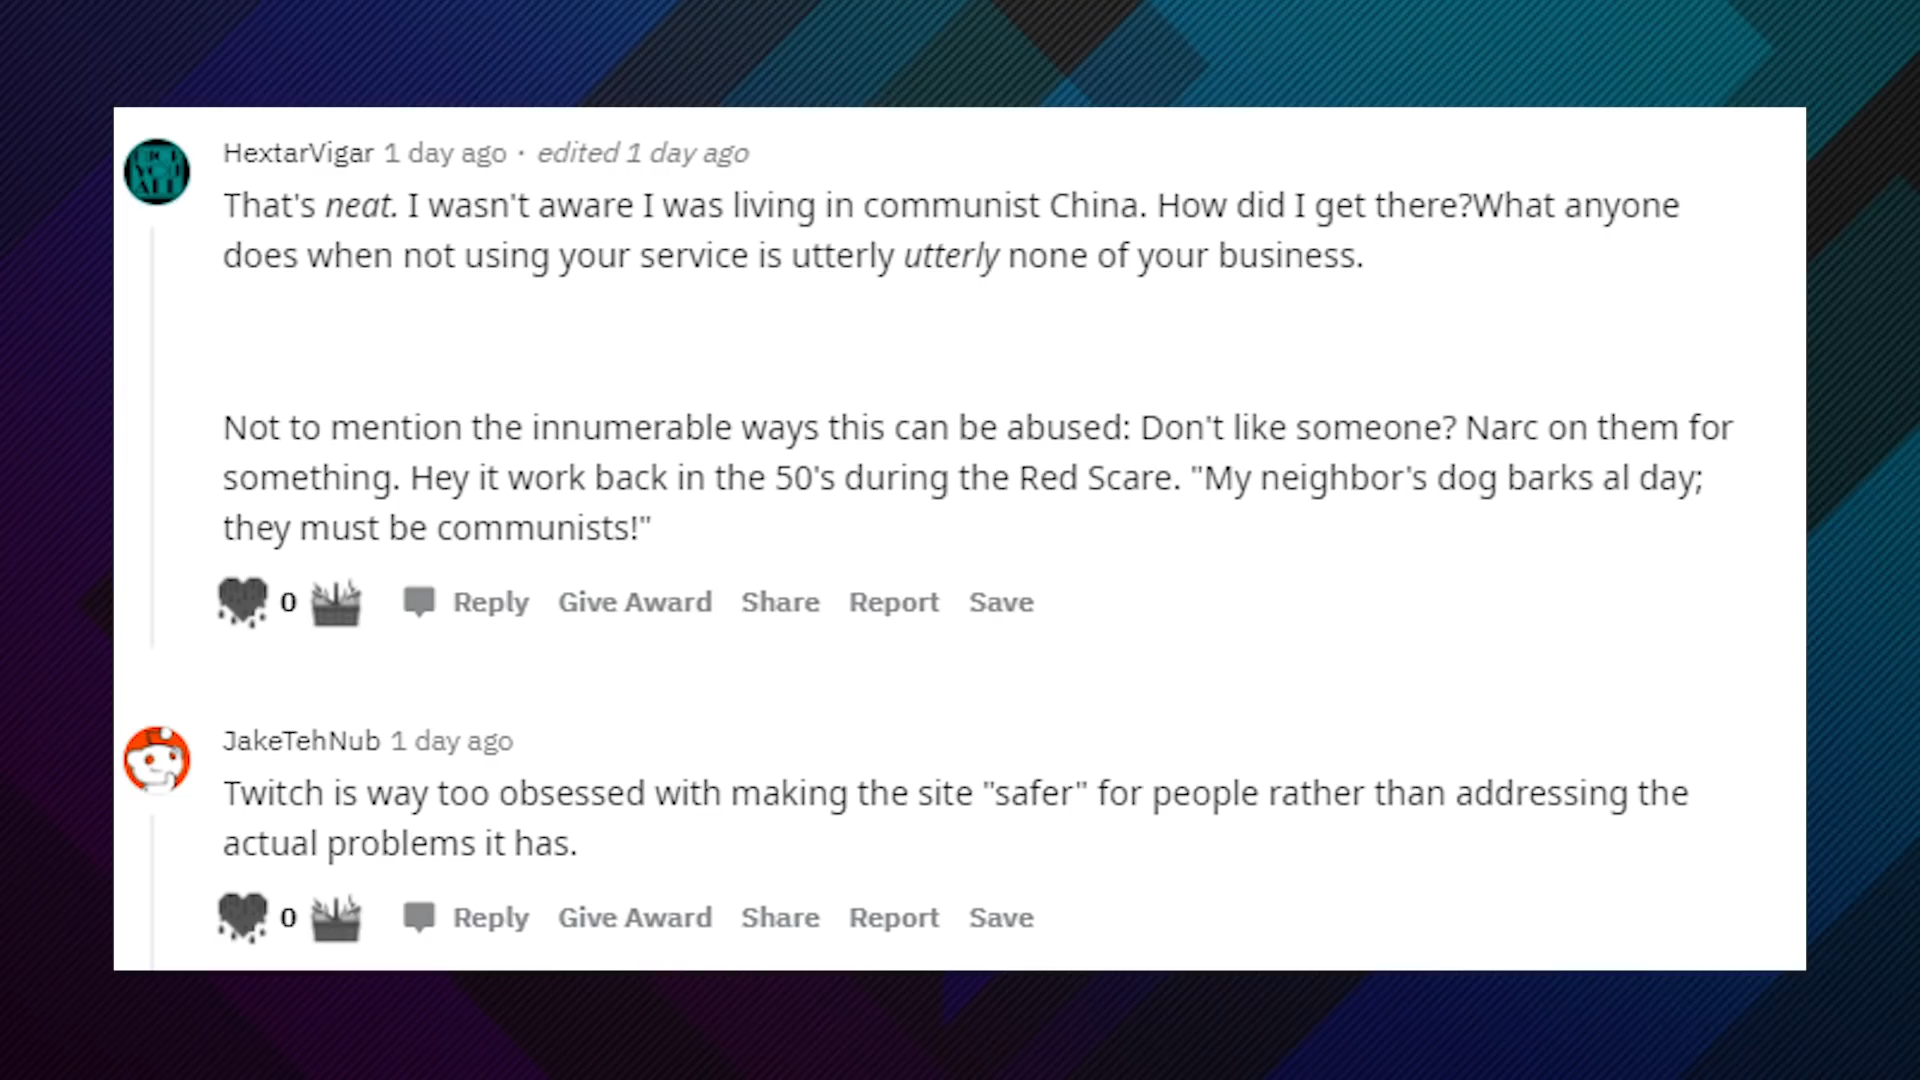 HextarVigar 1 day ago · edited 1 day ago
That's neat. I wasn't aware I was living in communist China. How did I get there?What anyone
does when not using your service is utterly utterly none of your business.
Not to mention the innumerable ways this can be abused: Don't like someone? Narc on them for
something. Hey it work back in the 50's during the Red Scare. "My neighbor's dog barks al day;
they must be communists!"
0 Reply Give Award Share Report Save
JakeTehNub 1 day ago
Twitch is way too obsessed with making the site "safer" for people rather than addressing the
actual problems it has.
0 Reply Give Award Share Report Save